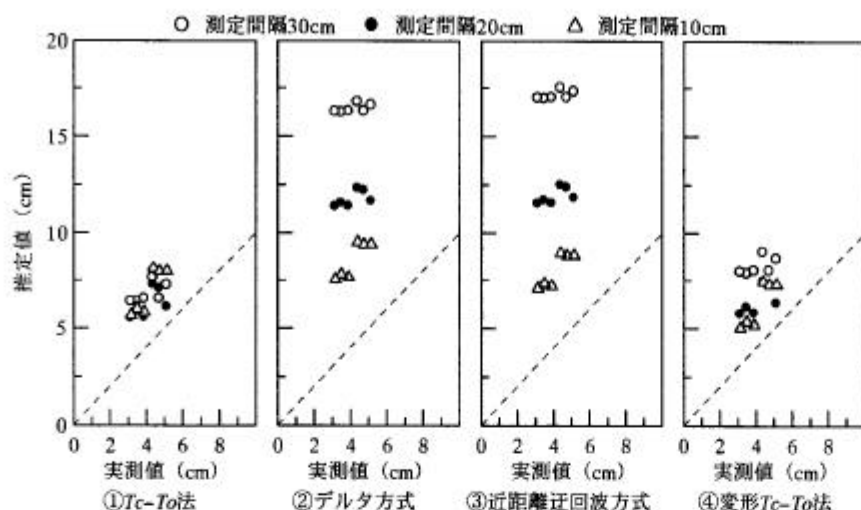 ○ 測定間隔30cm ● 測定間隔20cm △ 測定間隔10cm
推定値（cm）
20
15
10
5
0
0 2 4 6 8
0 2 4 6 8
0 2 4 6 8
0 2 4 6 8
実測値（cm） 実測値（cm） 実測値（cm） 実測値（cm）
①Tc−To法 ②デルタ方式 ③近距離迂回波方式 ④変形Tc−To法